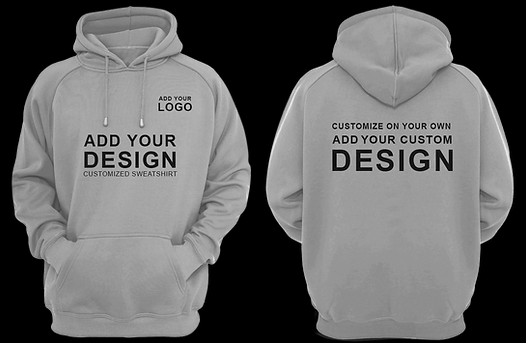 ADD YOUR
LOGO
ADD YOUR
DESIGN
CUSTOMIZED SWEATSHIRT
CUSTOMIZE ON YOUR OWN
ADD YOUR CUSTOM
DESIGN